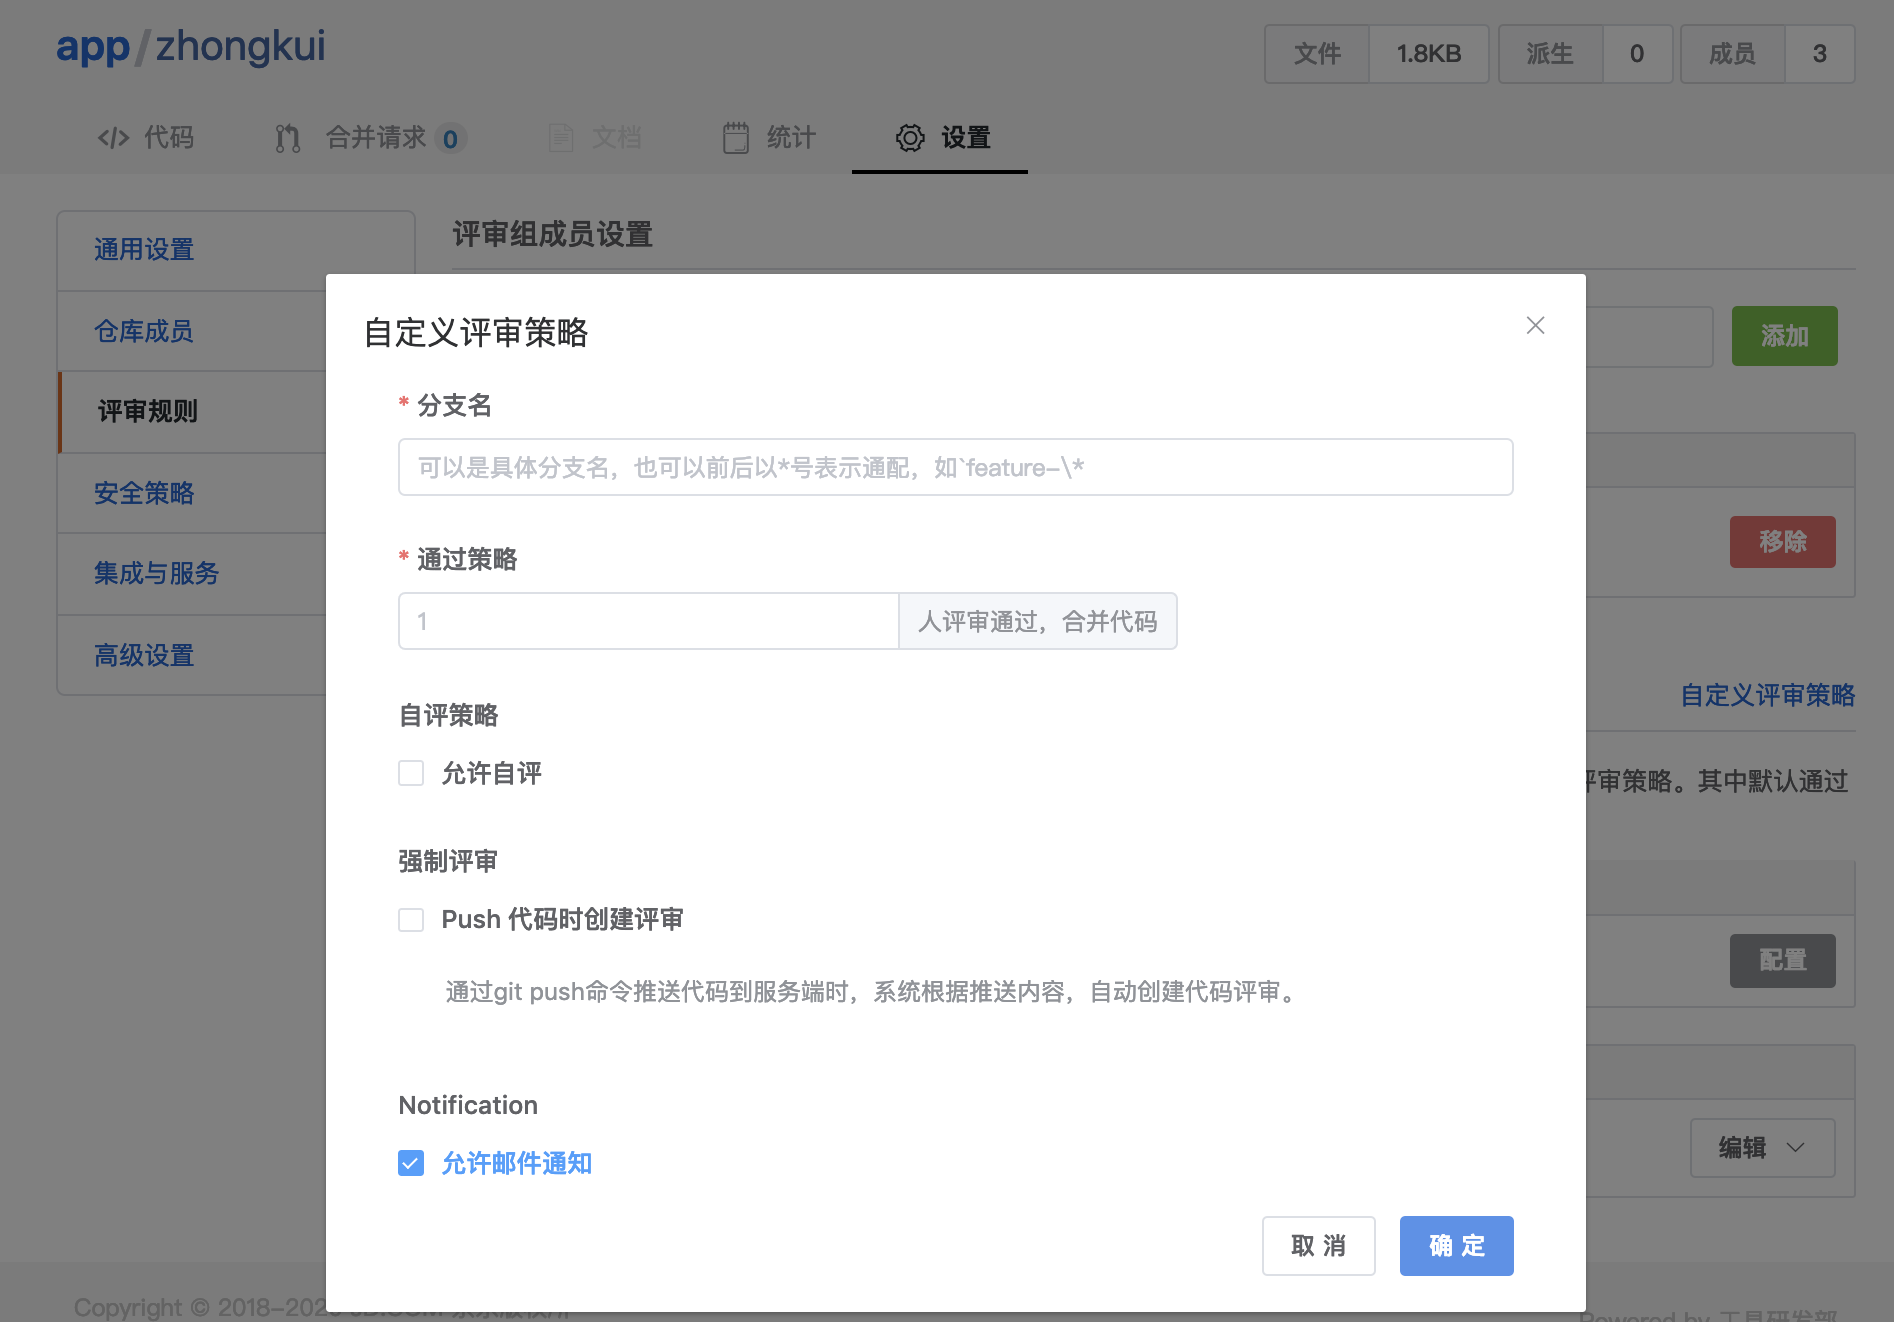 app/zhongkui
文件 1.8KB 派生 0 成员 3
代码 合并请求 0 文档 统计 设置
通用设置
仓库成员
评审规则
安全策略
集成与服务
高级设置
评审组成员设置
添加
移除
自定义评审策略
评审策略。其中默认通过
配置
编辑
自定义评审策略
* 分支名
可以是具体分支名，也可以前后以*号表示通配，如`feature-\*
* 通过策略
1 人评审通过，合并代码
自评策略
允许自评
强制评审
Push 代码时创建评审
通过git push命令推送代码到服务端时，系统根据推送内容，自动创建代码评审。
Notification
允许邮件通知
取 消 确 定
Copyright © 2018-202
Powered by 工具研发部